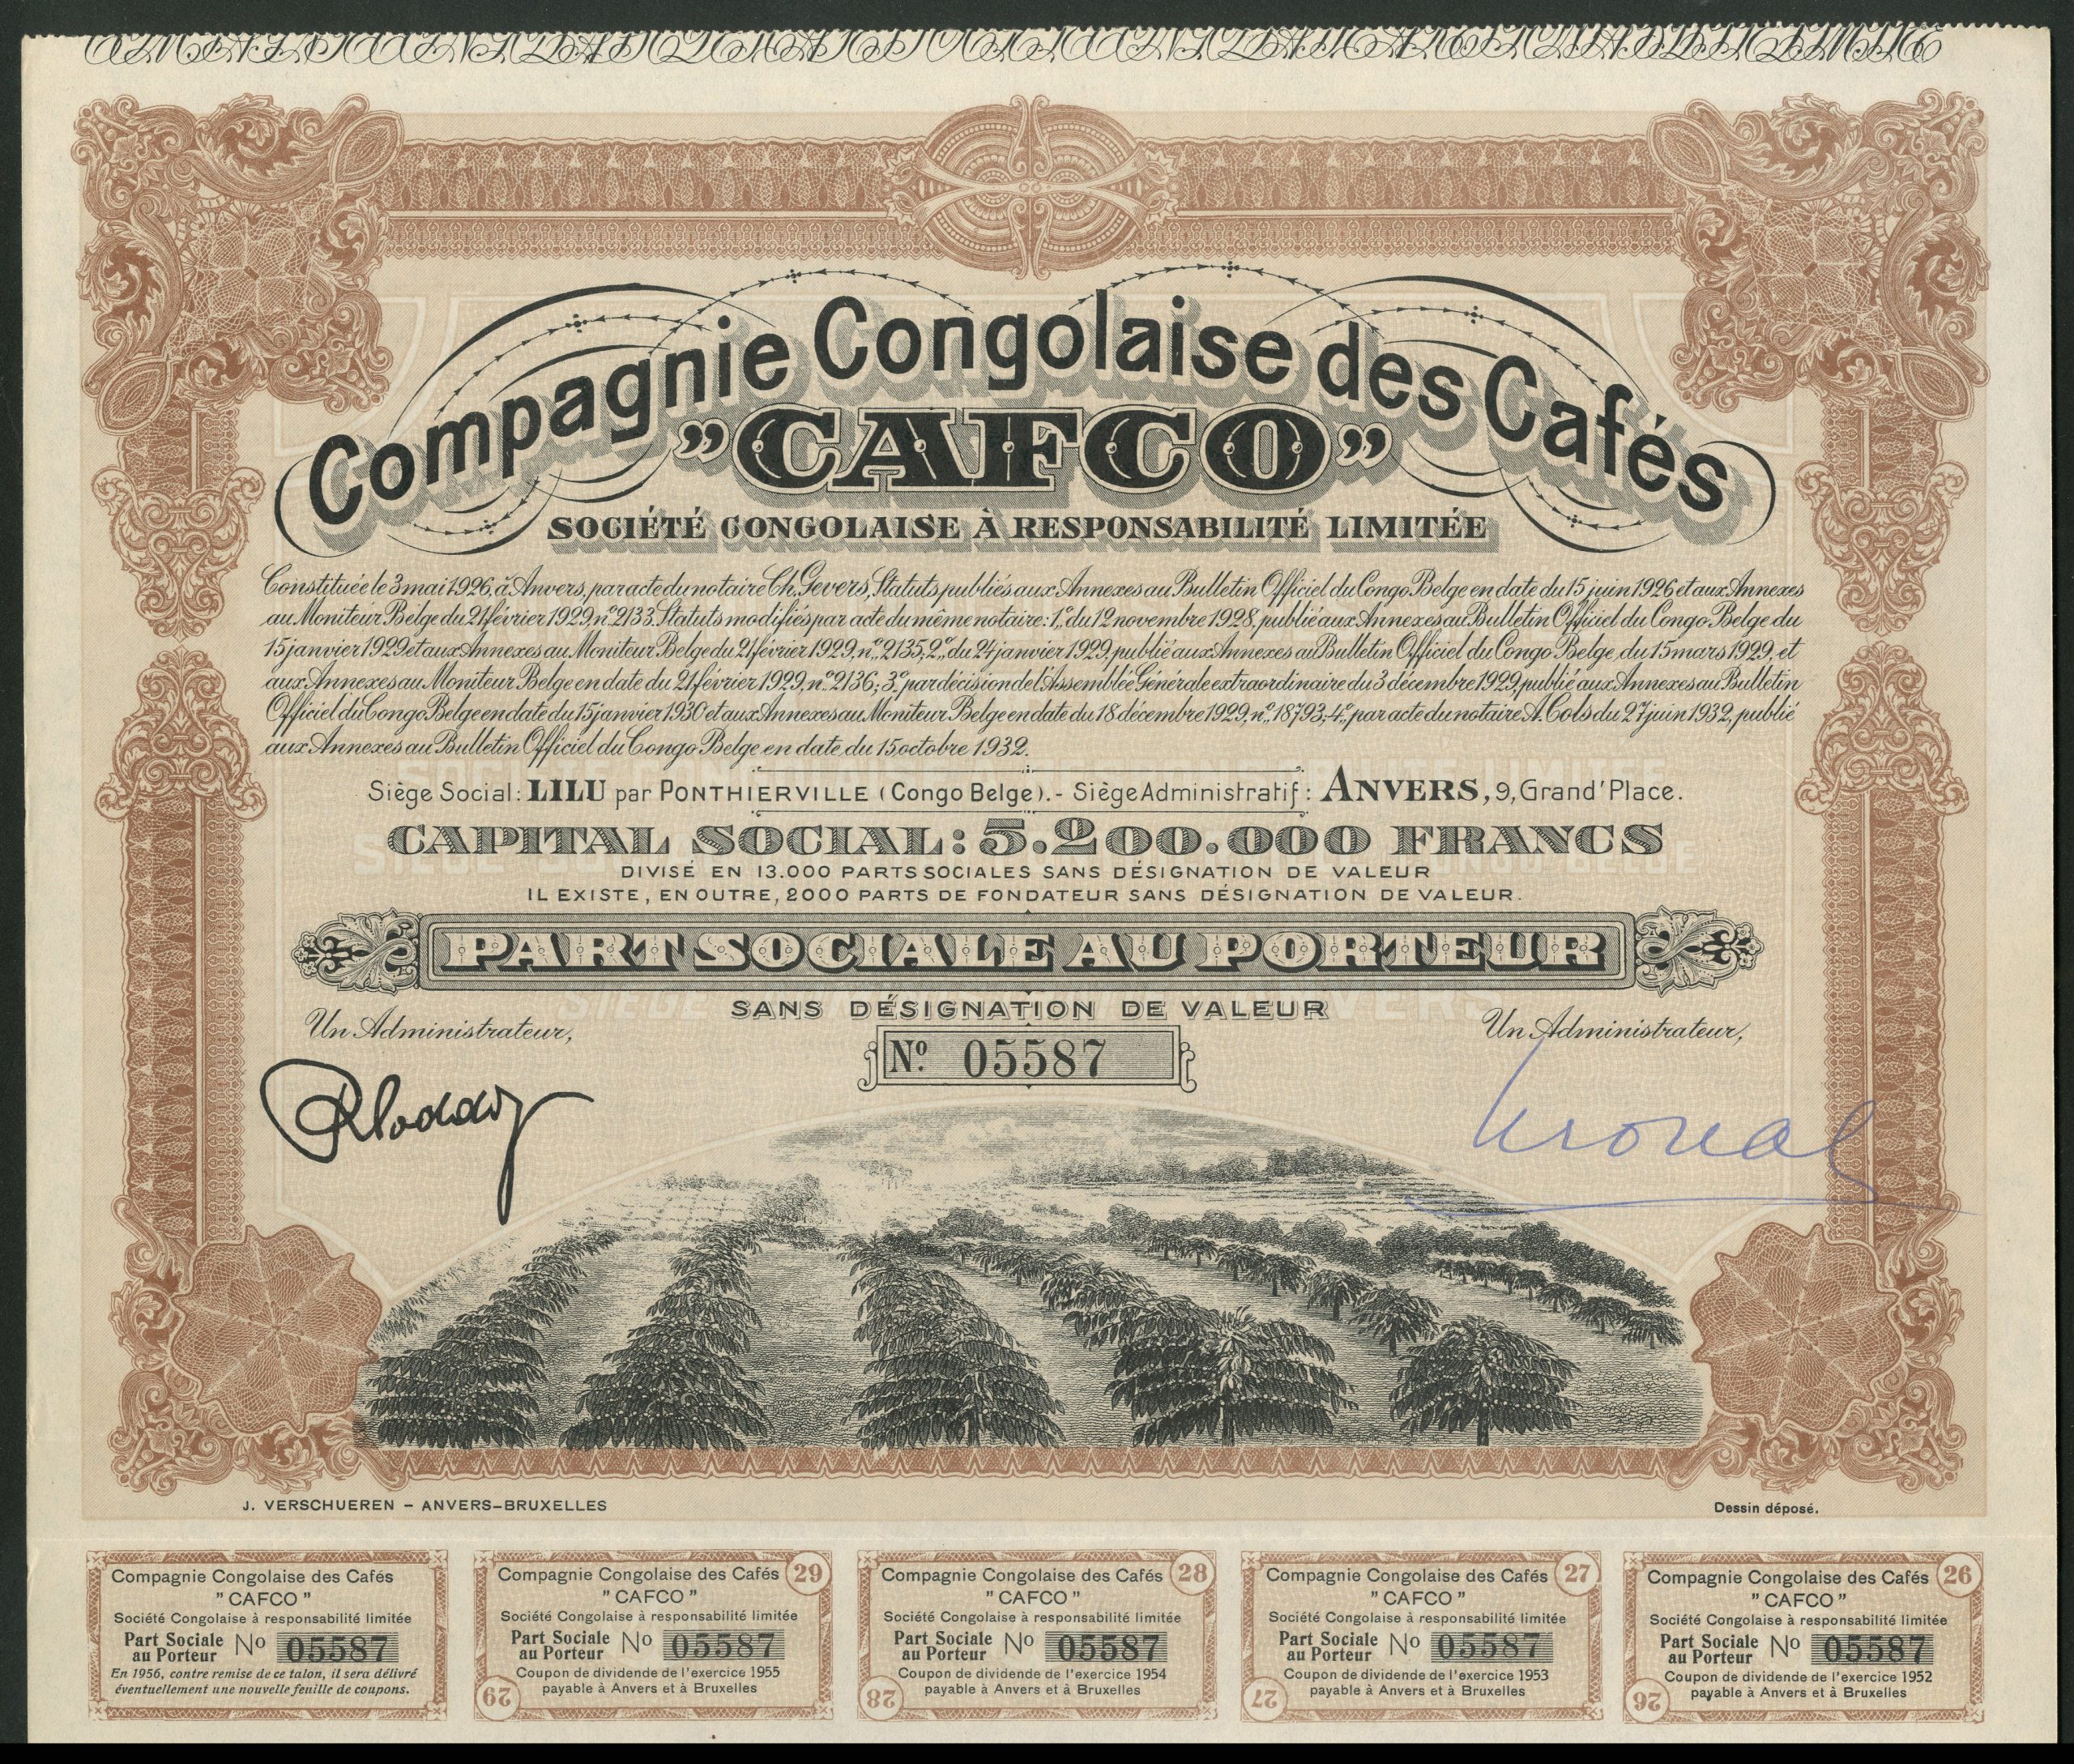 Compagnie Congolaise des Cafés
”CAFCO”
SOCIÉTÉ CONGOLAISE À RESPONSABILITÉ LIMITÉE
Constituée le 3 mai 1926, à Anvers, par acte du notaire Ch. Gevers, Statuts publiés aux Annexes au Bulletin Officiel du Congo Belge en date du 15 juin 1926 et aux Annexes
au Moniteur Belge du 21 février 1929, nº 2133. Statuts modifiés par acte du même notaire: 1º, du 12 novembre 1928, publié aux Annexes au Bulletin Officiel du Congo Belge du
15 janvier 1929 et aux Annexes au Moniteur Belge du 21 février 1929, nº 2135, 2º, du 24 janvier 1929, publié aux Annexes au Bulletin Officiel du Congo Belge, du 15 mars 1929, et
aux Annexes au Moniteur Belge en date du 21 février 1929, nº 2136; 3º par décision de l'Assemblée Générale extraordinaire du 3 décembre 1929, publié aux Annexes au Bulletin
Officiel du Congo Belge en date du 15 janvier 1930 et aux Annexes au Moniteur Belge en date du 18 décembre 1929, nº 18793, 4º, par acte du notaire A. Cols du 27 juin 1932, publié
aux Annexes au Bulletin Officiel du Congo Belge en date du 15 octobre 1932.
Siège Social: LILU par PONTHIERVILLE (Congo Belge). - Siège Administratif: ANVERS, 9, Grand'Place.
CAPITAL SOCIAL: 5.200.000 FRANCS
DIVISÉ EN 13.000 PARTS SOCIALES SANS DÉSIGNATION DE VALEUR
IL EXISTE, EN OUTRE, 2000 PARTS DE FONDATEUR SANS DÉSIGNATION DE VALEUR.
PART SOCIALE AU PORTEUR
SANS DÉSIGNATION DE VALEUR
Un Administrateur,
Un Administrateur,
Nº 05587
J. VERSCHUEREN - ANVERS-BRUXELLES
Dessin déposé.
Compagnie Congolaise des Cafés
"CAFCO"
Société Congolaise à responsabilité limitée
Part Sociale au Porteur No 05587
En 1956, contre remise de ce talon, il sera délivré
éventuellement une nouvelle feuille de coupons.
Compagnie Congolaise des Cafés 29
"CAFCO"
Société Congolaise à responsabilité limitée
Part Sociale au Porteur No 05587
Coupon de dividende de l'exercice 1955
payable à Anvers et à Bruxelles
29
Compagnie Congolaise des Cafés 28
"CAFCO"
Société Congolaise à responsabilité limitée
Part Sociale au Porteur No 05587
Coupon de dividende de l'exercice 1954
payable à Anvers et à Bruxelles
28
Compagnie Congolaise des Cafés 27
"CAFCO"
Société Congolaise à responsabilité limitée
Part Sociale au Porteur No 05587
Coupon de dividende de l'exercice 1953
payable à Anvers et à Bruxelles
27
Compagnie Congolaise des Cafés 26
"CAFCO"
Société Congolaise à responsabilité limitée
Part Sociale au Porteur No 05587
Coupon de dividende de l'exercice 1952
payable à Anvers et à Bruxelles
26